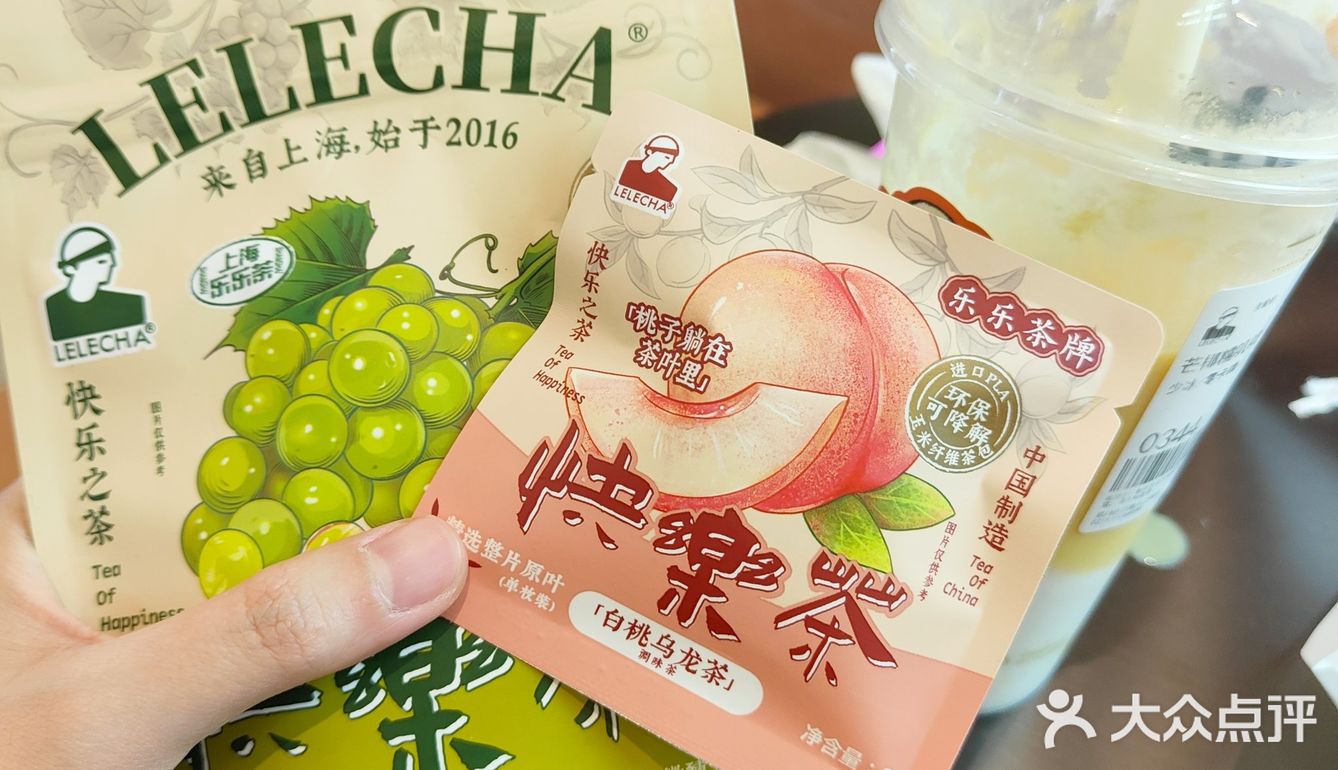 LELECHA®
来自上海,始于2016
上海
乐乐茶
LELECHA®
快乐之茶
Tea
Of
Happiness
图片仅供参考
LELECHA®
快乐之茶
Tea
Of
Happiness
「桃子躺在
茶叶里」
乐乐茶牌
进口PLA
环保
可降解
玉米纤维茶包
中国制造
Tea
Of
China
图片仅供参考
快樂茶
精选整片原叶
(单枚装)
「白桃乌龙茶」
调味茶
净含量:
0344
大众点评